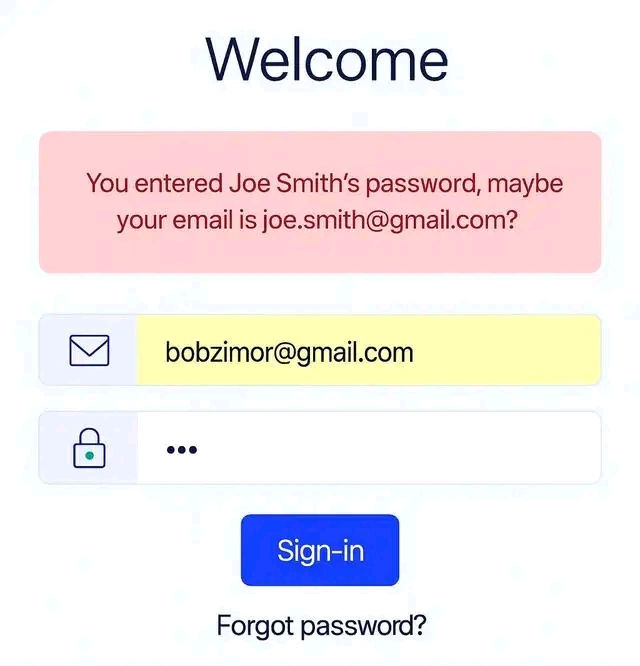 Welcome
You entered Joe Smith's password, maybe
your email is joe.smith@gmail.com?
bobzimor@gmail.com
•••
Sign-in
Forgot password?